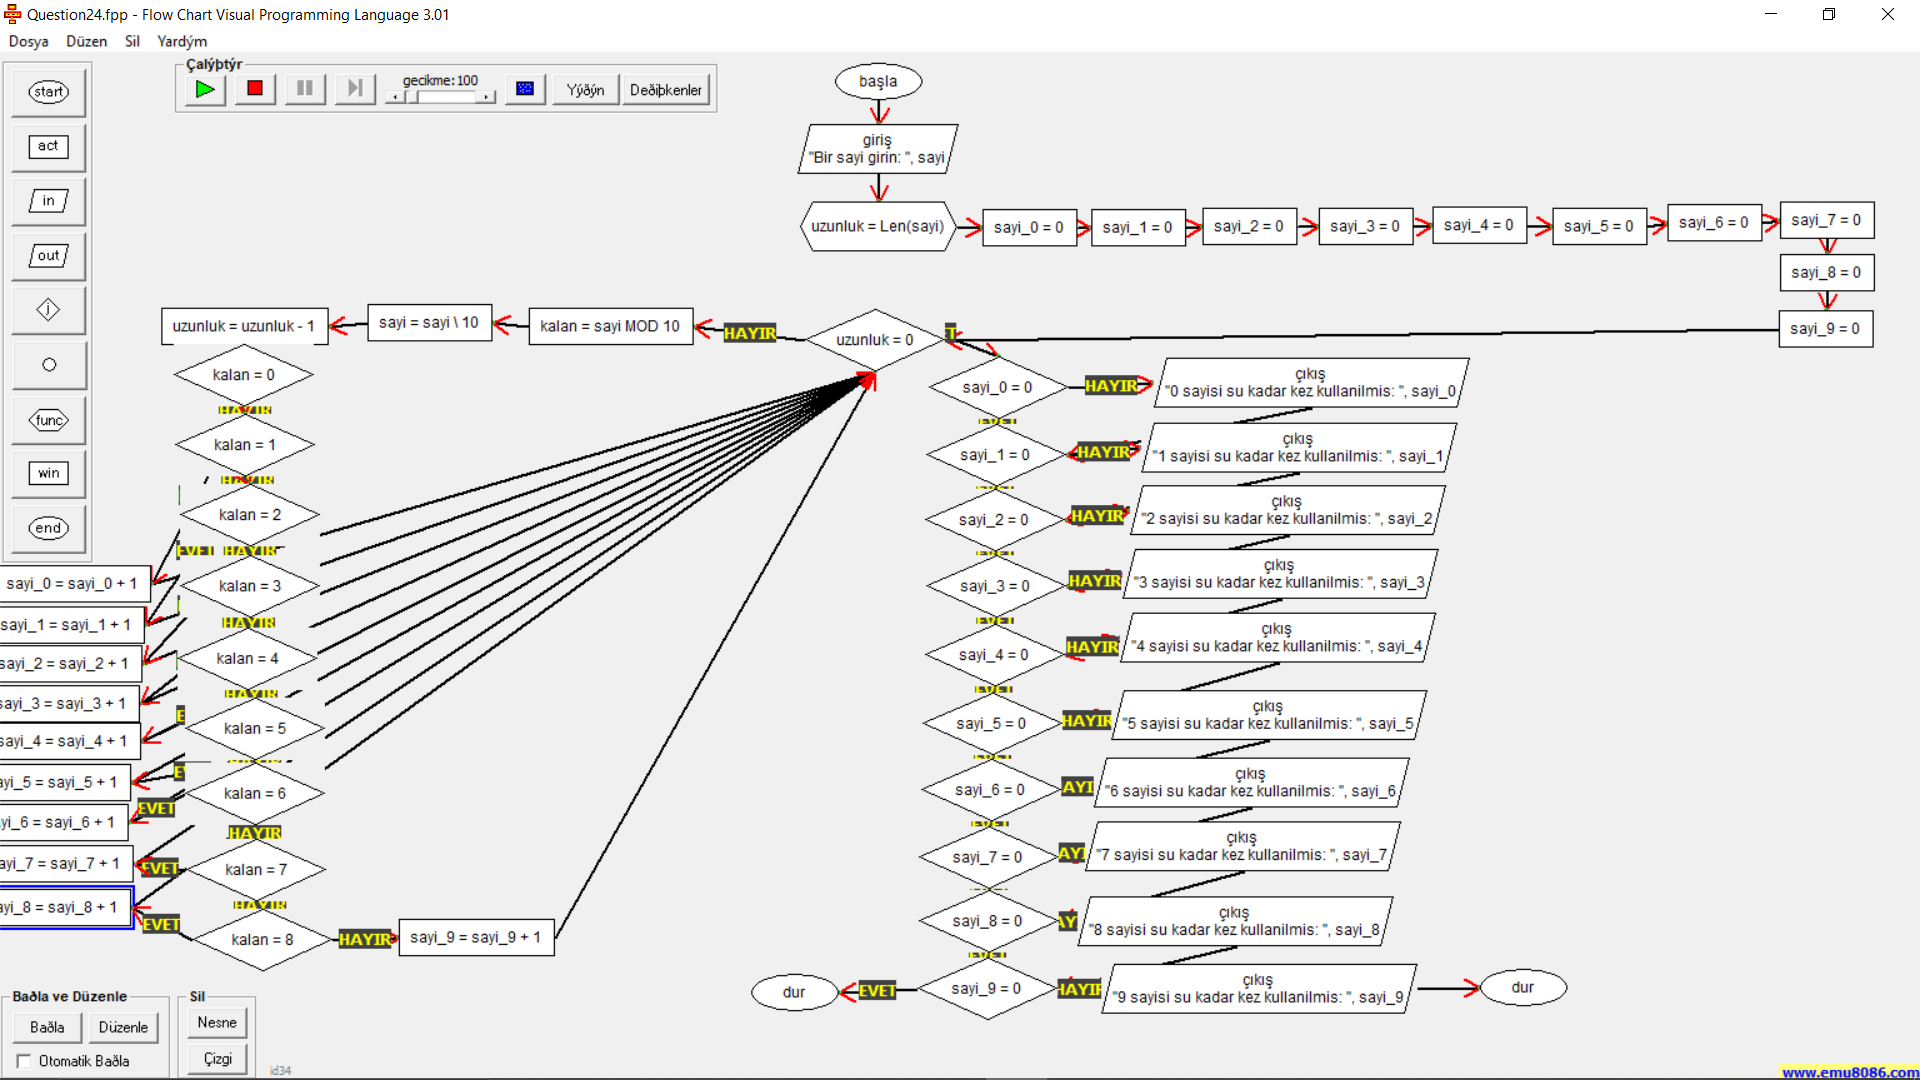 Question24.fpp - Flow Chart Visual Programming Language 3.01
Dosya Düzen Sil Yardým
Çalýþtýr
gecikme:100
Yýðýn
Deðiþkenler
start
act
in
out
j
func
win
end
başla
giriş
"Bir sayi girin: ", sayi
uzunluk = Len(sayi)
sayi_0 = 0
sayi_1 = 0
sayi_2 = 0
sayi_3 = 0
sayi_4 = 0
sayi_5 = 0
sayi_6 = 0
sayi_7 = 0
sayi_8 = 0
sayi_9 = 0
uzunluk = 0
HAYIR
kalan = sayi MOD 10
sayi = sayi \ 10
uzunluk = uzunluk - 1
kalan = 0
HAYIR
kalan = 1
HAYIR
kalan = 2
EVET HAYIR
kalan = 3
HAYIR
kalan = 4
HAYIR
kalan = 5
kalan = 6
EVET
HAYIR
kalan = 7
EVET
HAYIR
kalan = 8
EVET
HAYIR
sayi_0 = sayi_0 + 1
sayi_1 = sayi_1 + 1
sayi_2 = sayi_2 + 1
sayi_3 = sayi_3 + 1
ayi_4 = sayi_4 + 1
ayi_5 = sayi_5 + 1
yi_6 = sayi_6 + 1
ayi_7 = sayi_7 + 1
ayi_8 = sayi_8 + 1
sayi_9 = sayi_9 + 1
sayi_0 = 0
HAYIR
çıkış
"0 sayisi su kadar kez kullanilmis: ", sayi_0
EVET
sayi_1 = 0
HAYIR
çıkış
"1 sayisi su kadar kez kullanilmis: ", sayi_1
EVET
sayi_2 = 0
HAYIR
çıkış
"2 sayisi su kadar kez kullanilmis: ", sayi_2
EVET
sayi_3 = 0
HAYIR
çıkış
"3 sayisi su kadar kez kullanilmis: ", sayi_3
EVET
sayi_4 = 0
HAYIR
çıkış
"4 sayisi su kadar kez kullanilmis: ", sayi_4
EVET
sayi_5 = 0
HAYIR
çıkış
"5 sayisi su kadar kez kullanilmis: ", sayi_5
EVET
sayi_6 = 0
AYI
çıkış
"6 sayisi su kadar kez kullanilmis: ", sayi_6
EVET
sayi_7 = 0
AYI
çıkış
"7 sayisi su kadar kez kullanilmis: ", sayi_7
sayi_8 = 0
AY
çıkış
"8 sayisi su kadar kez kullanilmis: ", sayi_8
EVET
sayi_9 = 0
HAYIR
çıkış
"9 sayisi su kadar kez kullanilmis: ", sayi_9
dur
EVET
dur
Baðla ve Düzenle
Baðla
Düzenle
Otomatik Baðla
Sil
Nesne
Çizgi
id34
www.emu8086.com